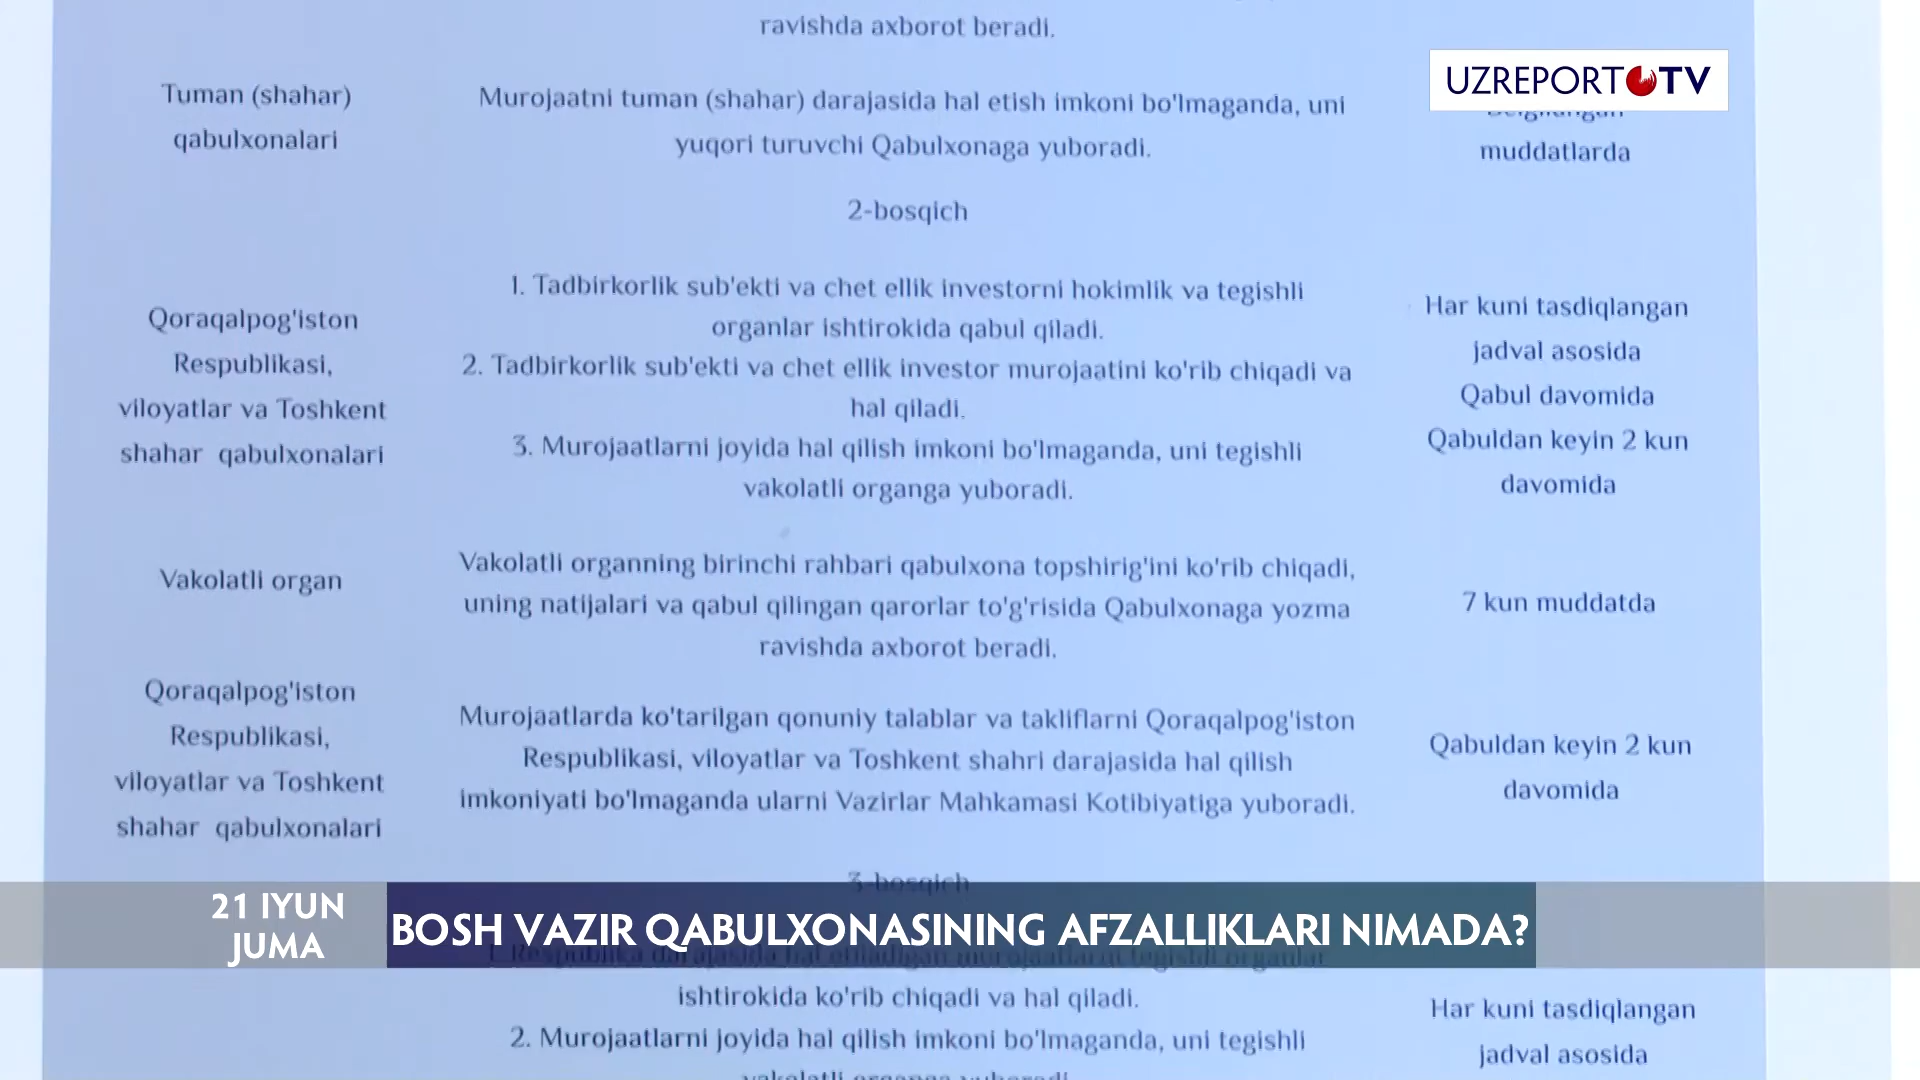 ravishda axborot beradi.
UZREPORT TV
Tuman (shahar)
qabulxonalari
Murojaatni tuman (shahar) darajasida hal etish imkoni bo'lmaganda, uni
yuqori turuvchi Qabulxonaga yuboradi.
muddatlarda
2-bosqich
Qoraqalpog'iston
Respublikasi,
viloyatlar va Toshkent
shahar qabulxonalari
1. Tadbirkorlik sub'ekti va chet ellik investorni hokimlik va tegishli
organlar ishtirokida qabul qiladi.
2. Tadbirkorlik sub'ekti va chet ellik investor murojaatini ko'rib chiqadi va
hal qiladi.
3. Murojaatlarni joyida hal qilish imkoni bo'lmaganda, uni tegishli
vakolatli organga yuboradi.
Har kuni tasdiqlangan
jadval asosida
Qabul davomida
Qabuldan keyin 2 kun
davomida
Vakolatli organ
Vakolatli organning birinchi rahbari qabulxona topshirig'ini ko'rib chiqadi,
uning natijalari va qabul qilingan qarorlar to'g'risida Qabulxonaga yozma
ravishda axborot beradi.
7 kun muddatda
Qoraqalpog'iston
Respublikasi,
viloyatlar va Toshkent
shahar qabulxonalari
Murojaatlarda ko'tarilgan qonuniy talablar va takliflarni Qoraqalpog'iston
Respublikasi, viloyatlar va Toshkent shahri darajasida hal qilish
imkoniyati bo'lmaganda ularni Vazirlar Mahkamasi Kotibiyatiga yuboradi.
Qabuldan keyin 2 kun
davomida
3-bosqich
21 IYUN
JUMA
BOSH VAZIR QABULXONASINING AFZALLIKLARI NIMADA?
ishtirokida ko'rib chiqadi va hal qiladi.
2. Murojaatlarni joyida hal qilish imkoni bo'lmaganda, uni tegishli
Har kuni tasdiqlangan
jadval asosida